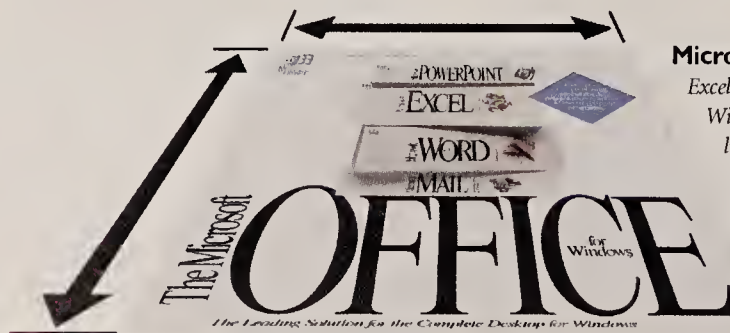 Micro
Excel
Wi
POWERPOINT
EXCEL
WORD
MAIL
The Microsoft
OFFICE
for
Windows
The Leading Solution for the Complete Desktop for Windows